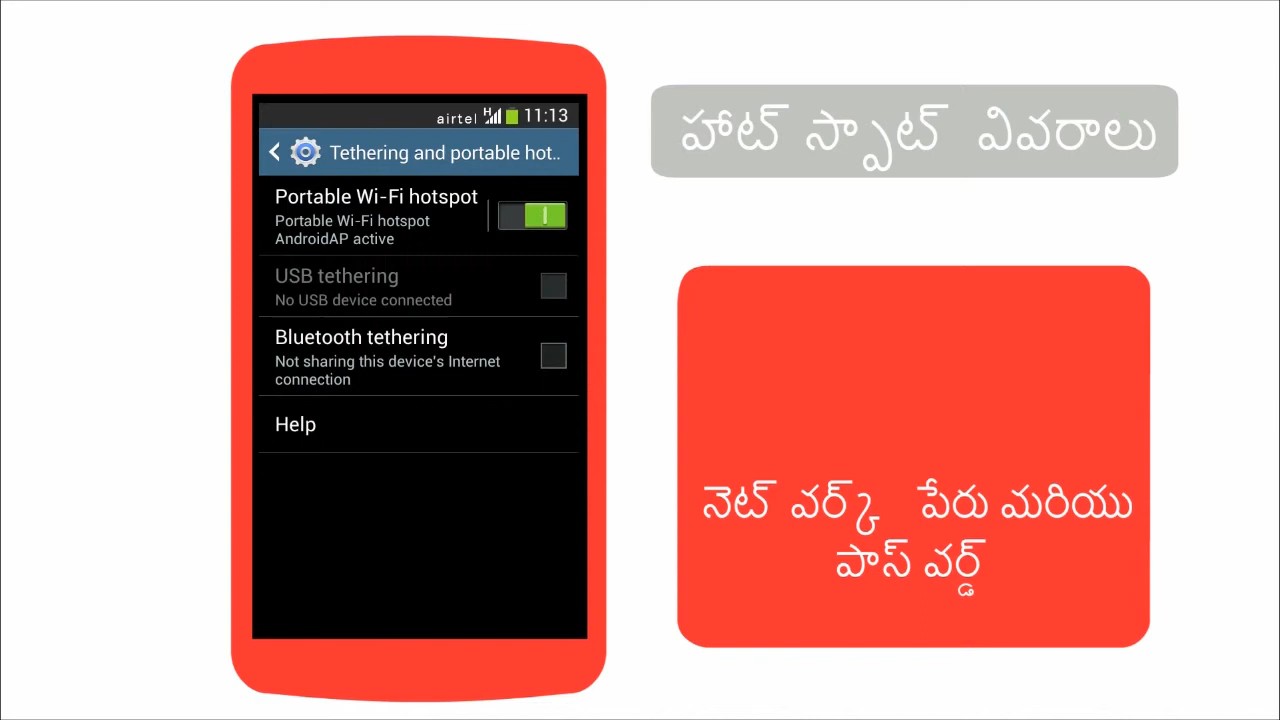 airtel H 11:13
Tethering and portable hot..
Portable Wi-Fi hotspot
Portable Wi-Fi hotspot
AndroidAP active
USB tethering
No USB device connected
Bluetooth tethering
Not sharing this device's Internet
connection
Help
హాట్ స్పాట్ వివరాలు
నెట్ వర్క్ పేరు మరియు
పాస్ వర్డ్